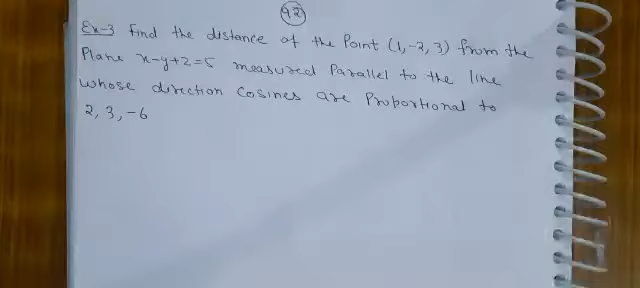 92
Ex-3 Find the distance of the Point (1,-2, 3) from the
Plane x-y+z=5 measured Parallel to the line
whose direction cosines are Proportional to
2, 3, -6